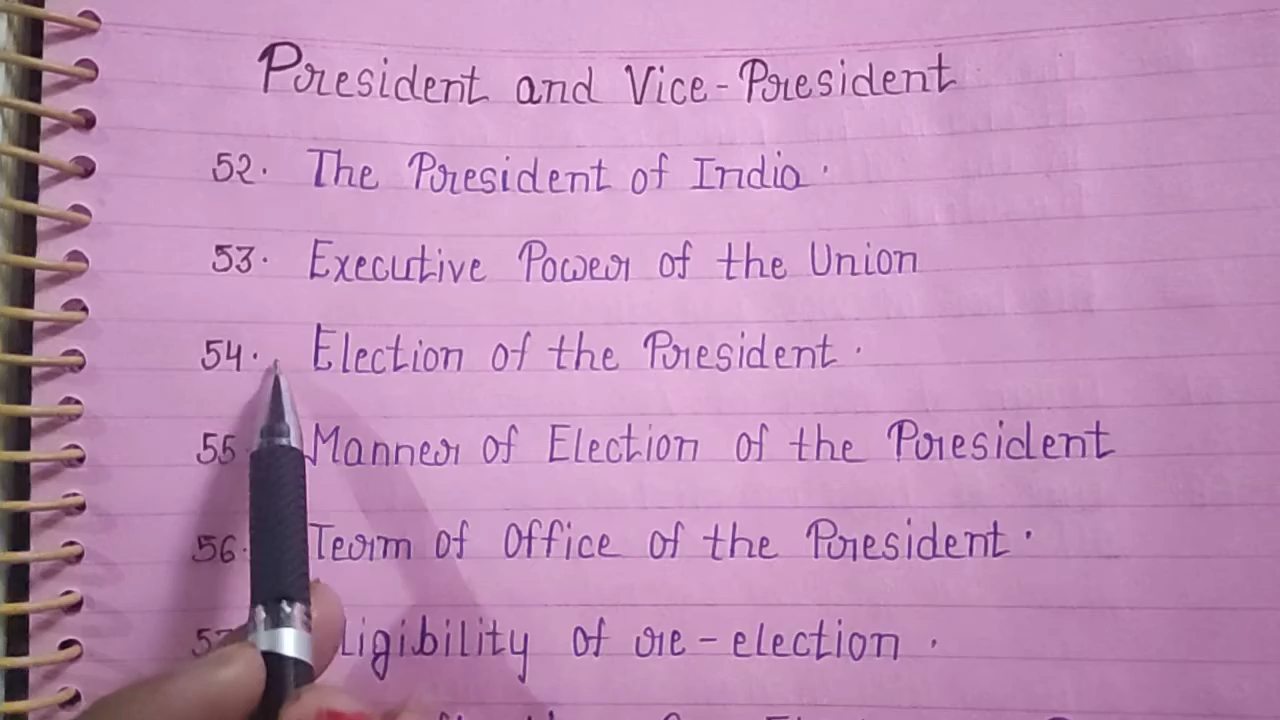 President and Vice-President
52. The President of India.
53. Executive Power of the Union
54. Election of the President.
55 Manner of Election of the President
56. Term of Office of the President.
of re-election.